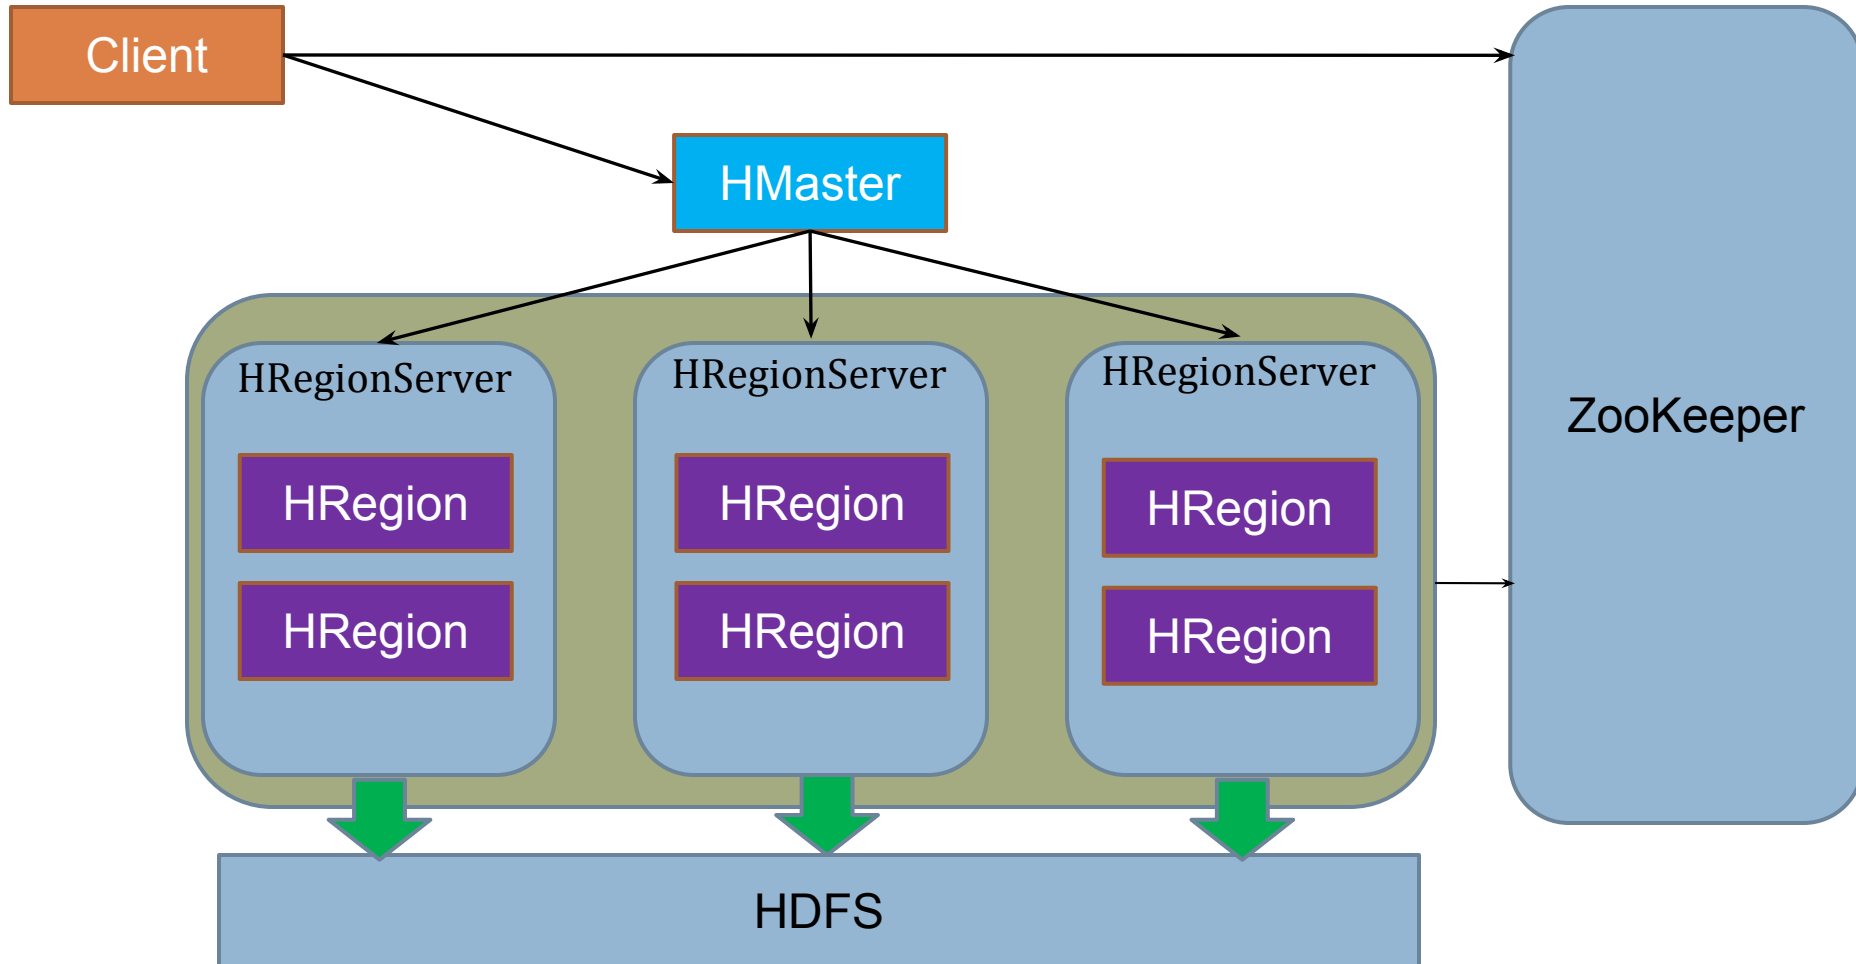 Client
HMaster
HRegionServer
HRegionServer
HRegionServer
ZooKeeper
HRegion
HRegion
HRegion
HRegion
HRegion
HRegion
HDFS